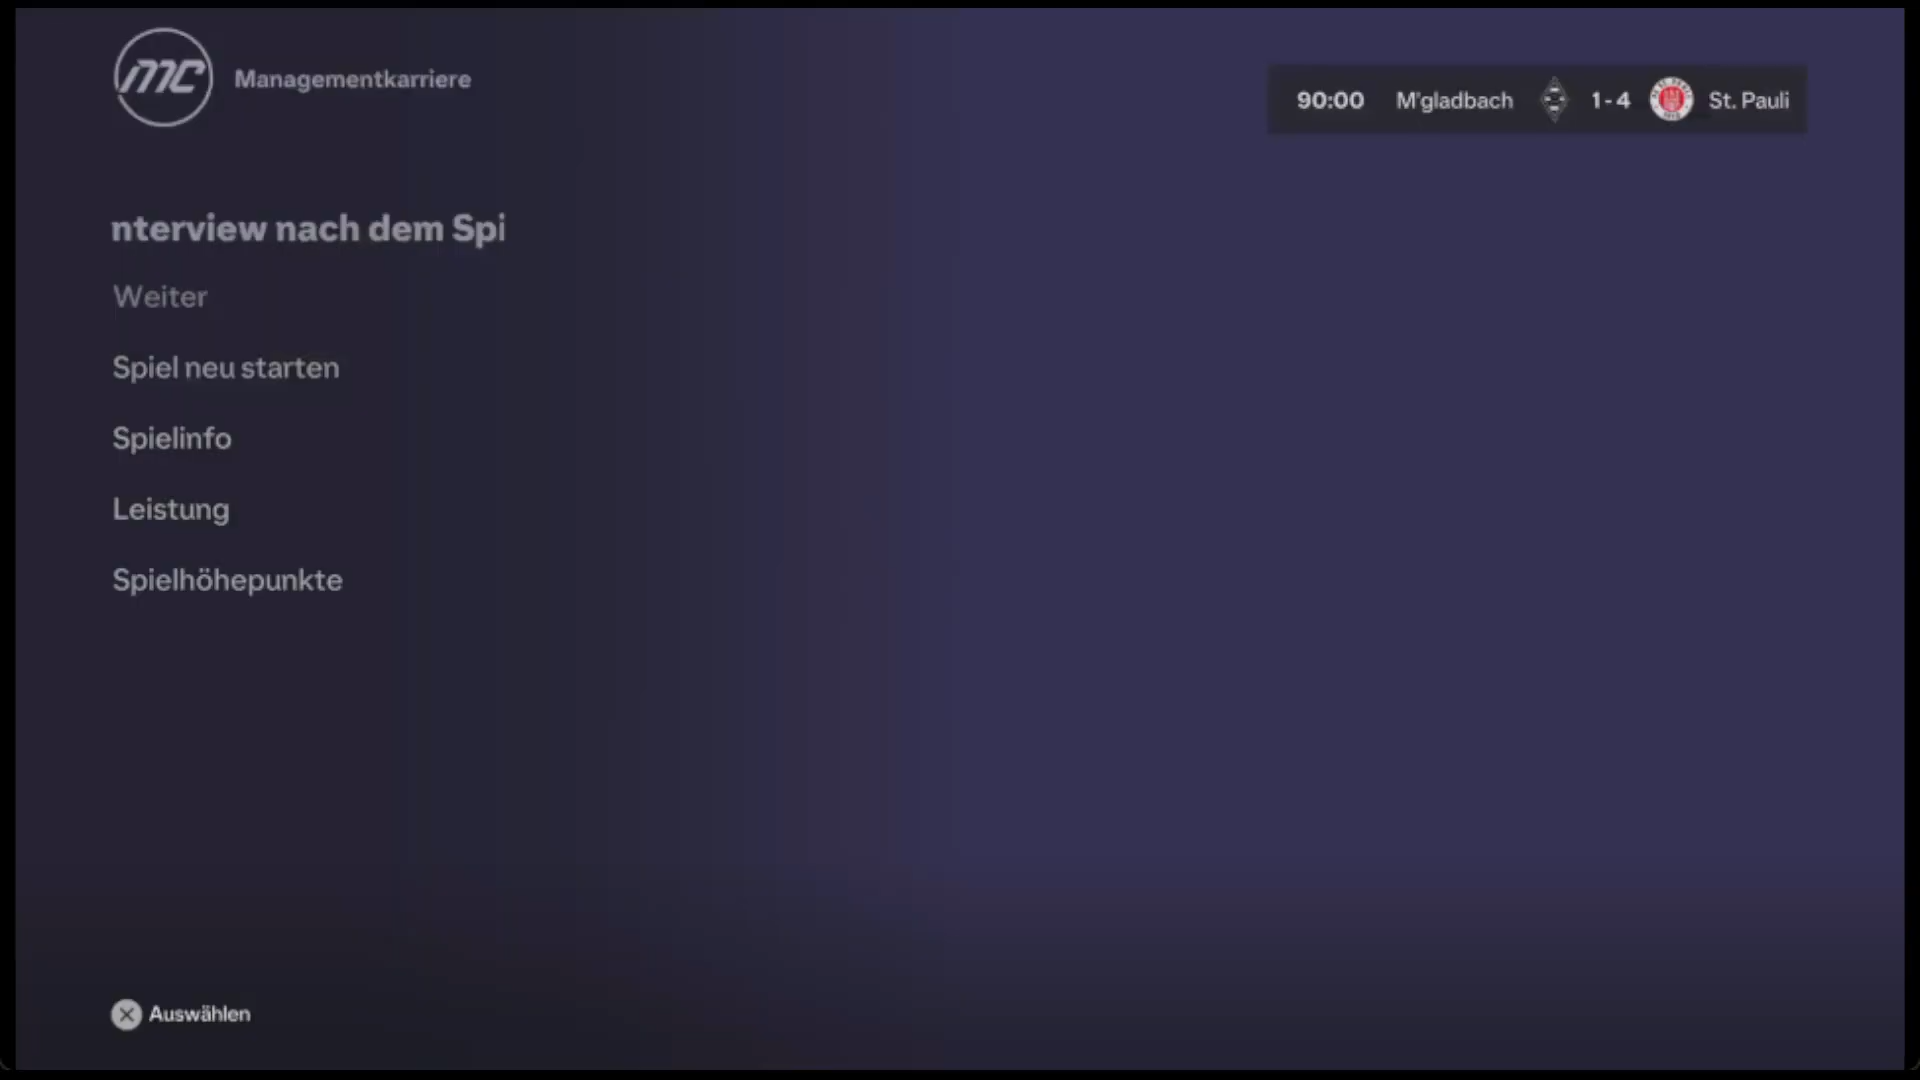 MC Managementkarriere
90:00 M'gladbach 1-4 St. Pauli
nterview nach dem Spi
Weiter
Spiel neu starten
Spielinfo
Leistung
Spielhöhepunkte
Auswählen